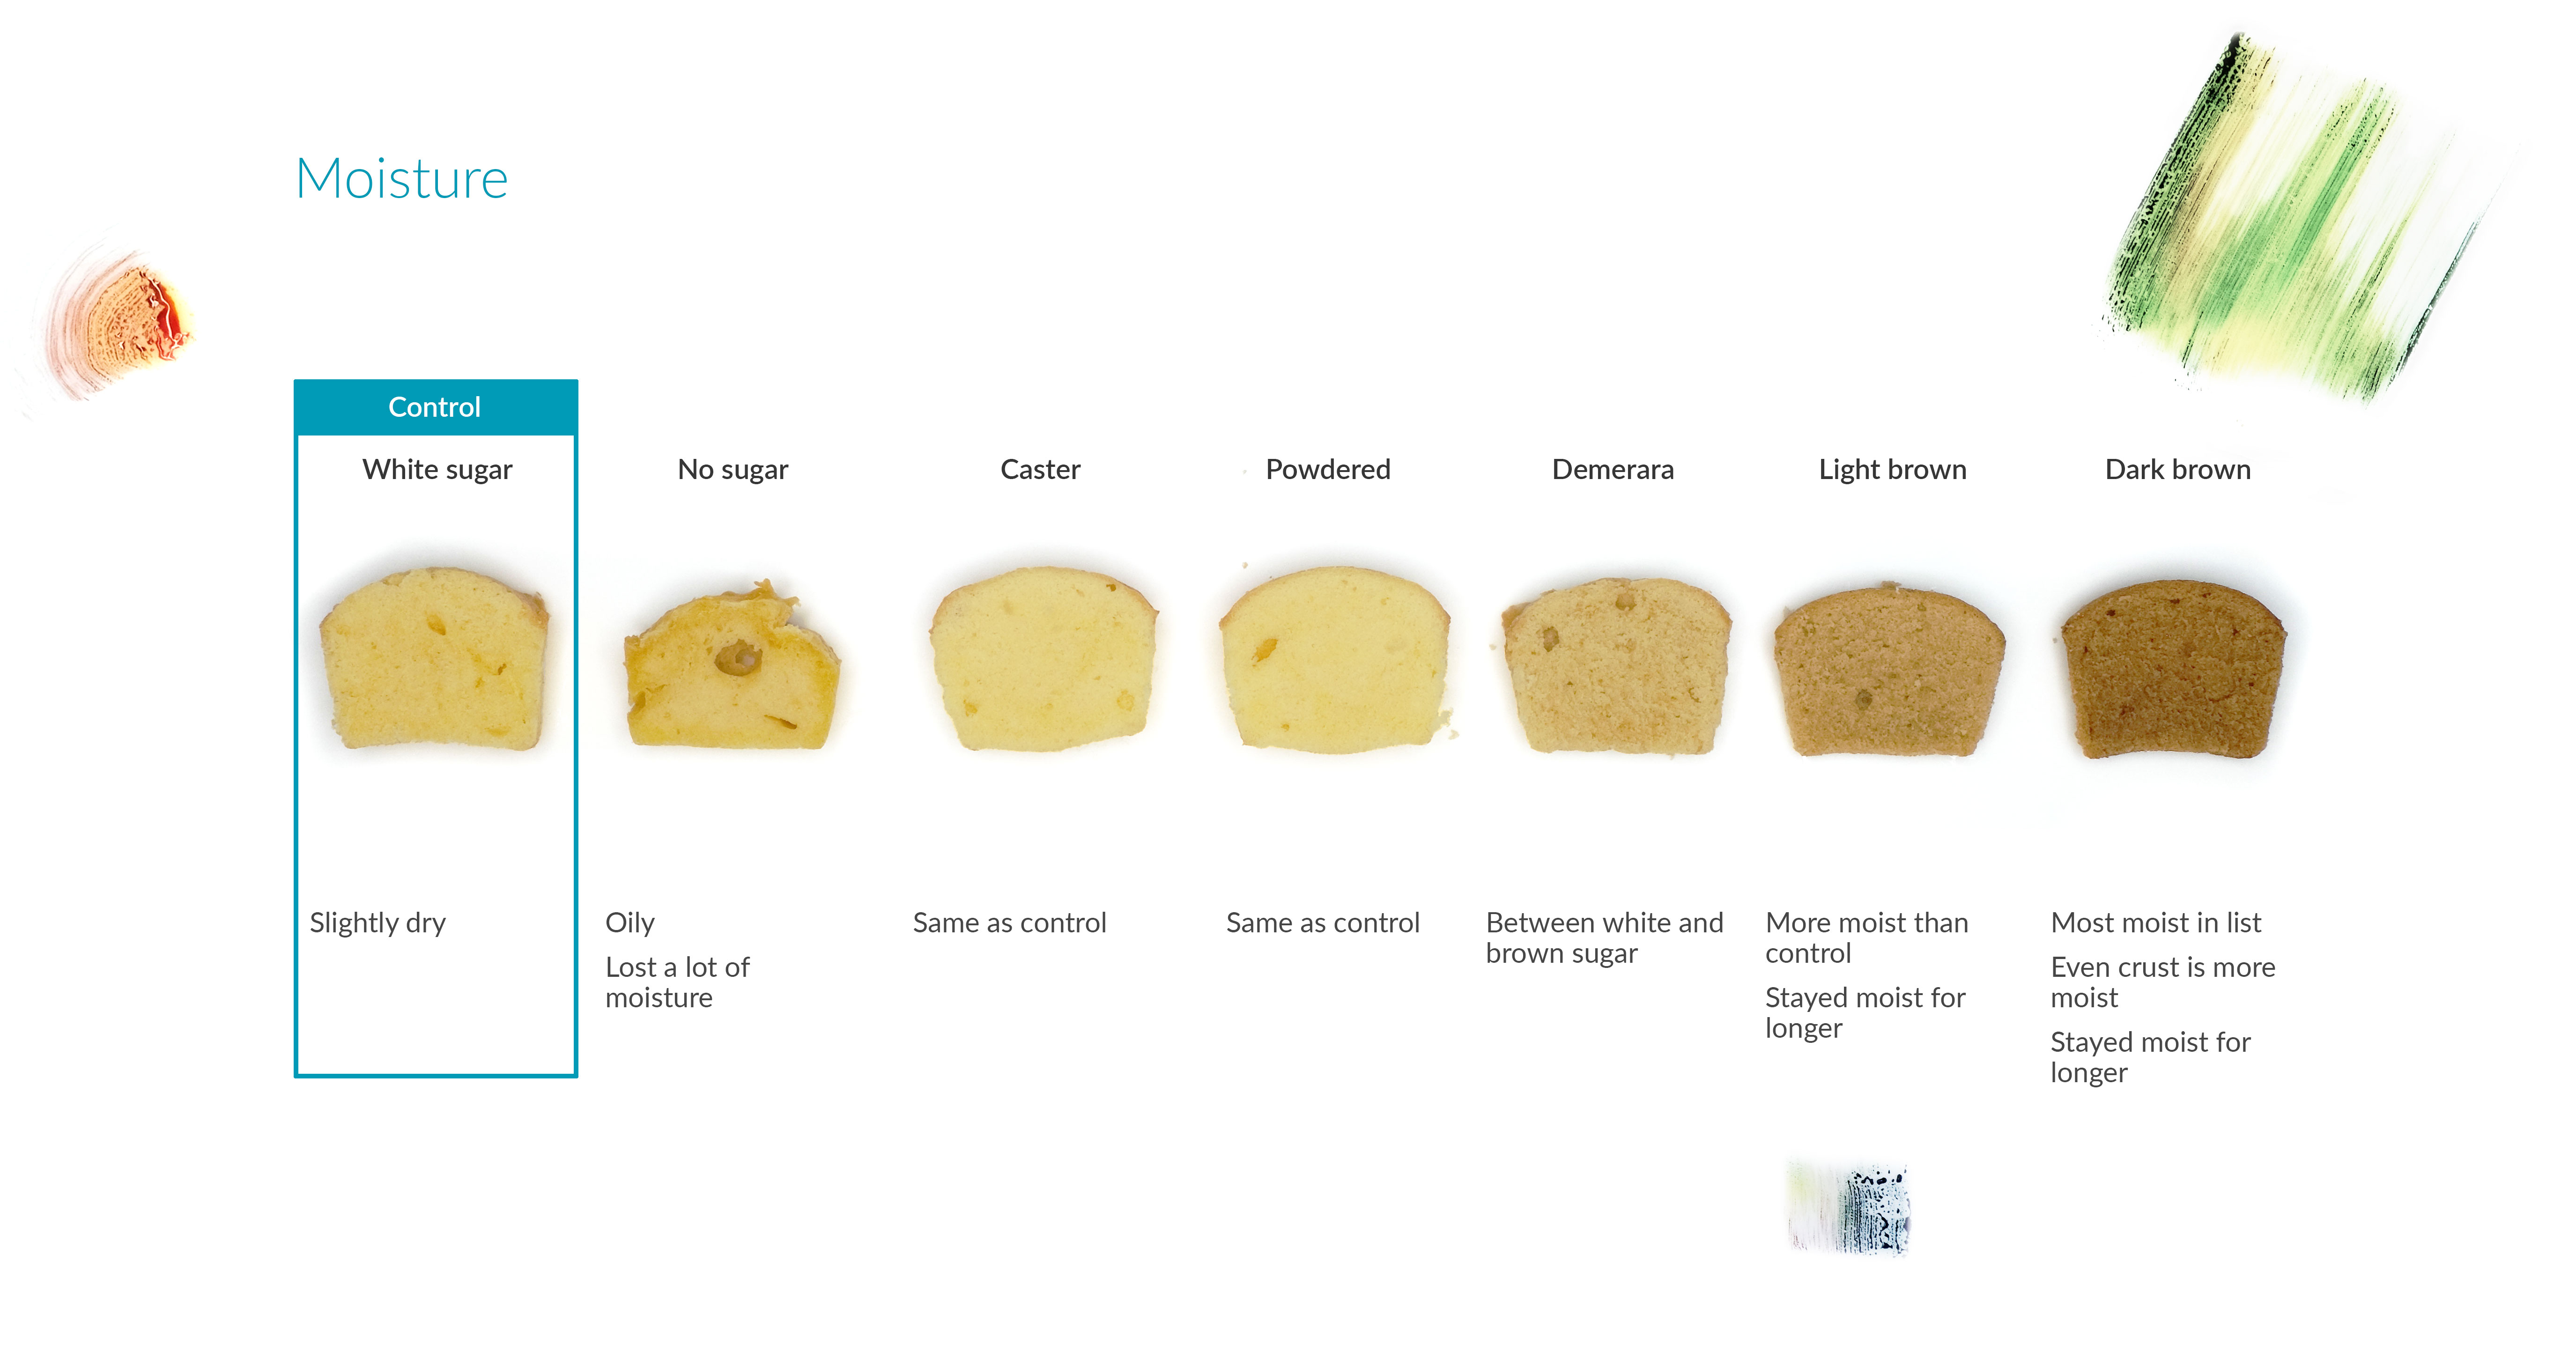 Moisture
Control
White sugar
No sugar
Caster
Powdered
Demerara
Light brown
Dark brown
Slightly dry
Oily
Lost a lot of
moisture
Same as control
Same as control
Between white and
brown sugar
More moist than
control
Stayed moist for
longer
Most moist in list
Even crust is more
moist
Stayed moist for
longer